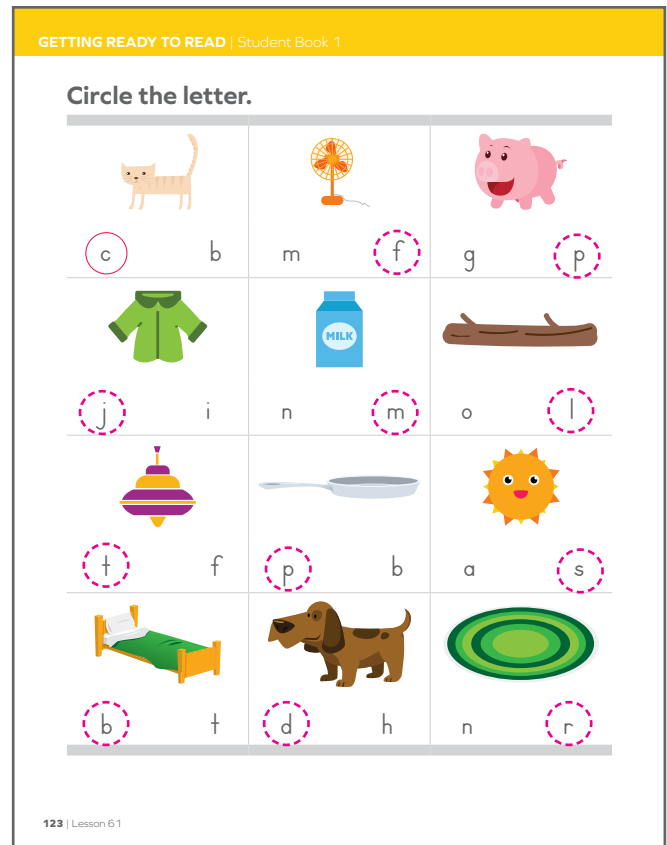 GETTING READY TO READ | Student Book 1
Circle the letter.
c b m f g p
MILK
j i n m o l
t f p b a s
b t d h n r
123 | Lesson 61